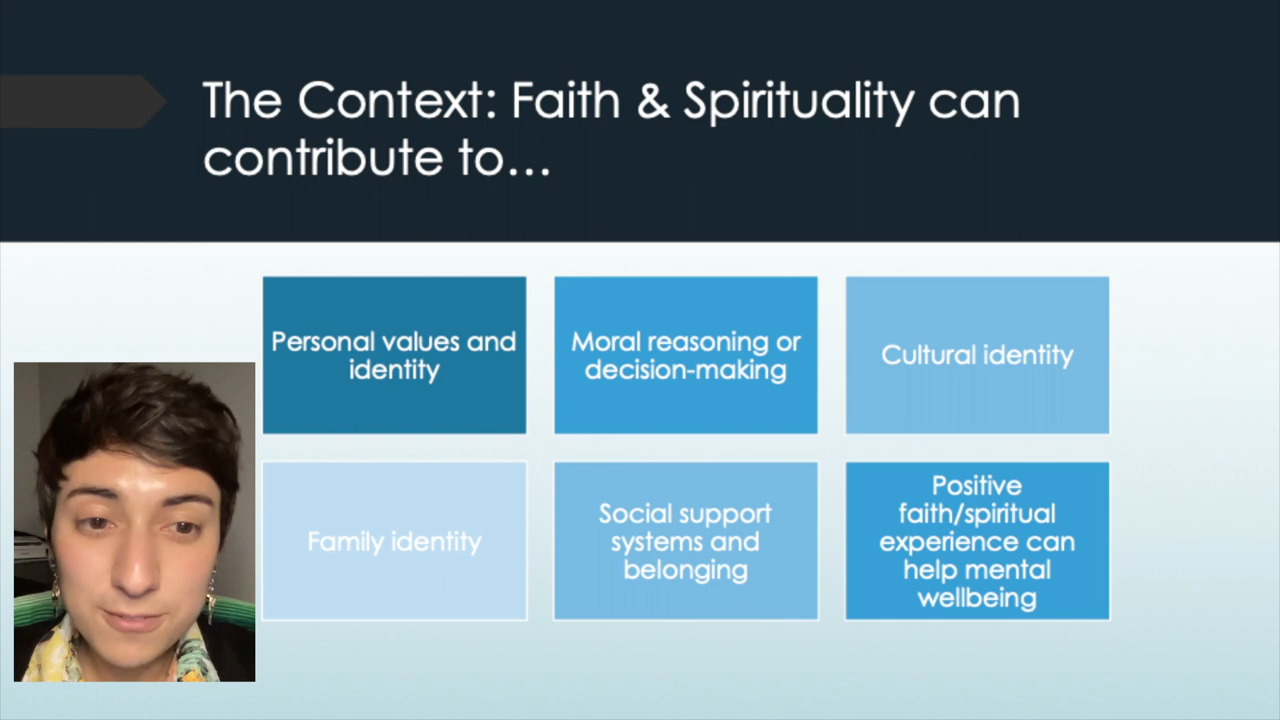 The Context: Faith & Spirituality can
contribute to...
Personal values and
identity
Moral reasoning or
decision-making
Cultural identity
Family identity
Social support
systems and
belonging
Positive
faith/spiritual
experience can
help mental
wellbeing